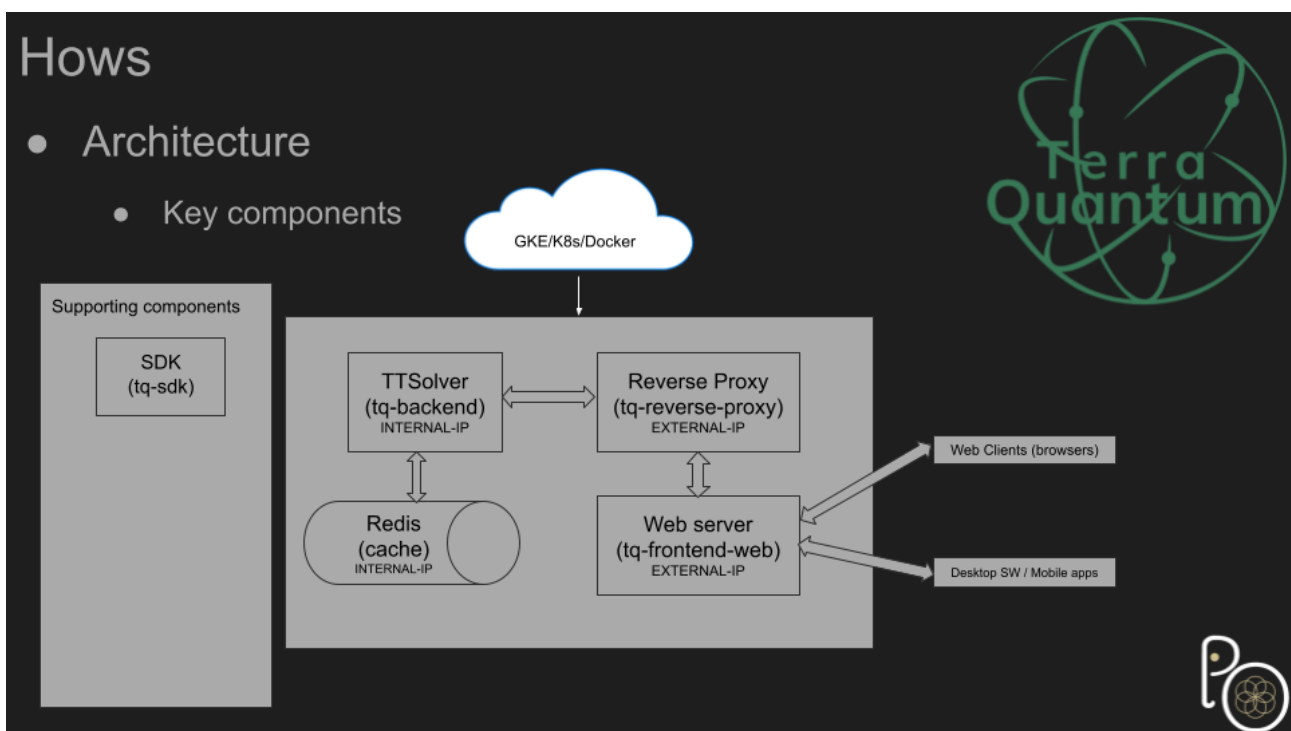 Hows
● Architecture
● Key components
Terra
Quantum
GKE/K8s/Docker
Supporting components
SDK
(tq-sdk)
TTSolver
(tq-backend)
INTERNAL-IP
Reverse Proxy
(tq-reverse-proxy)
EXTERNAL-IP
Redis
(cache)
INTERNAL-IP
Web server
(tq-frontend-web)
EXTERNAL-IP
Web Clients (browsers)
Desktop SW / Mobile apps